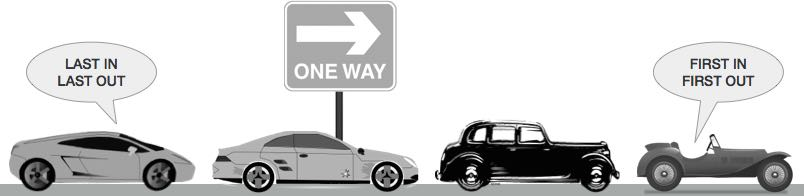 LAST IN
LAST OUT
ONE WAY
FIRST IN
FIRST OUT